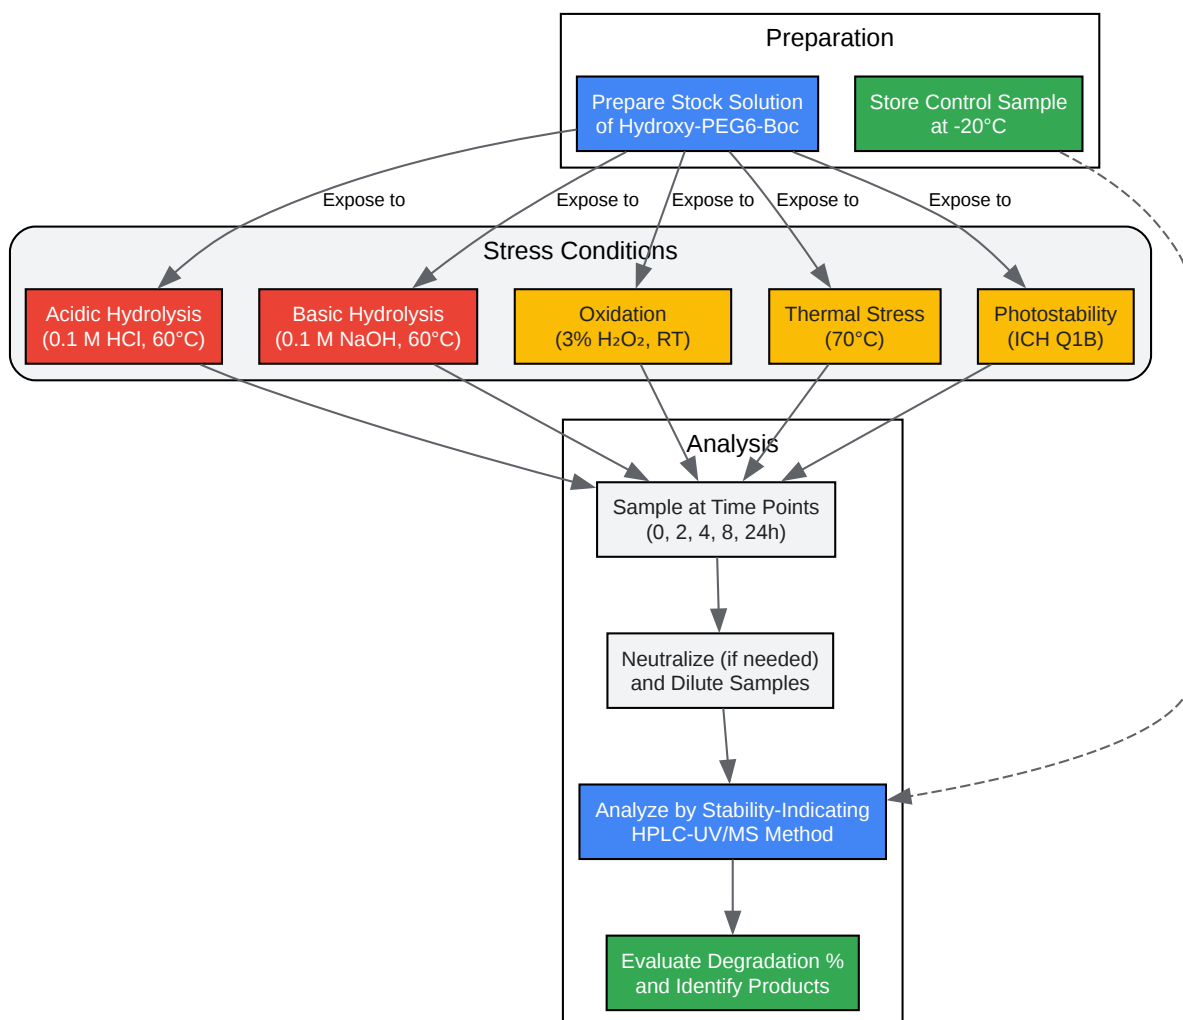 Preparation
Prepare Stock Solution
of Hydroxy-PEG6-Boc
Store Control Sample
at -20°C
Expose to
Expose to
Expose to
Expose to
Expose to
Stress Conditions
Acidic Hydrolysis
(0.1 M HCl, 60°C)
Basic Hydrolysis
(0.1 M NaOH, 60°C)
Oxidation
(3% H₂O₂, RT)
Thermal Stress
(70°C)
Photostability
(ICH Q1B)
Analysis
Sample at Time Points
(0, 2, 4, 8, 24h)
Neutralize (if needed)
and Dilute Samples
Analyze by Stability-Indicating
HPLC-UV/MS Method
Evaluate Degradation %
and Identify Products